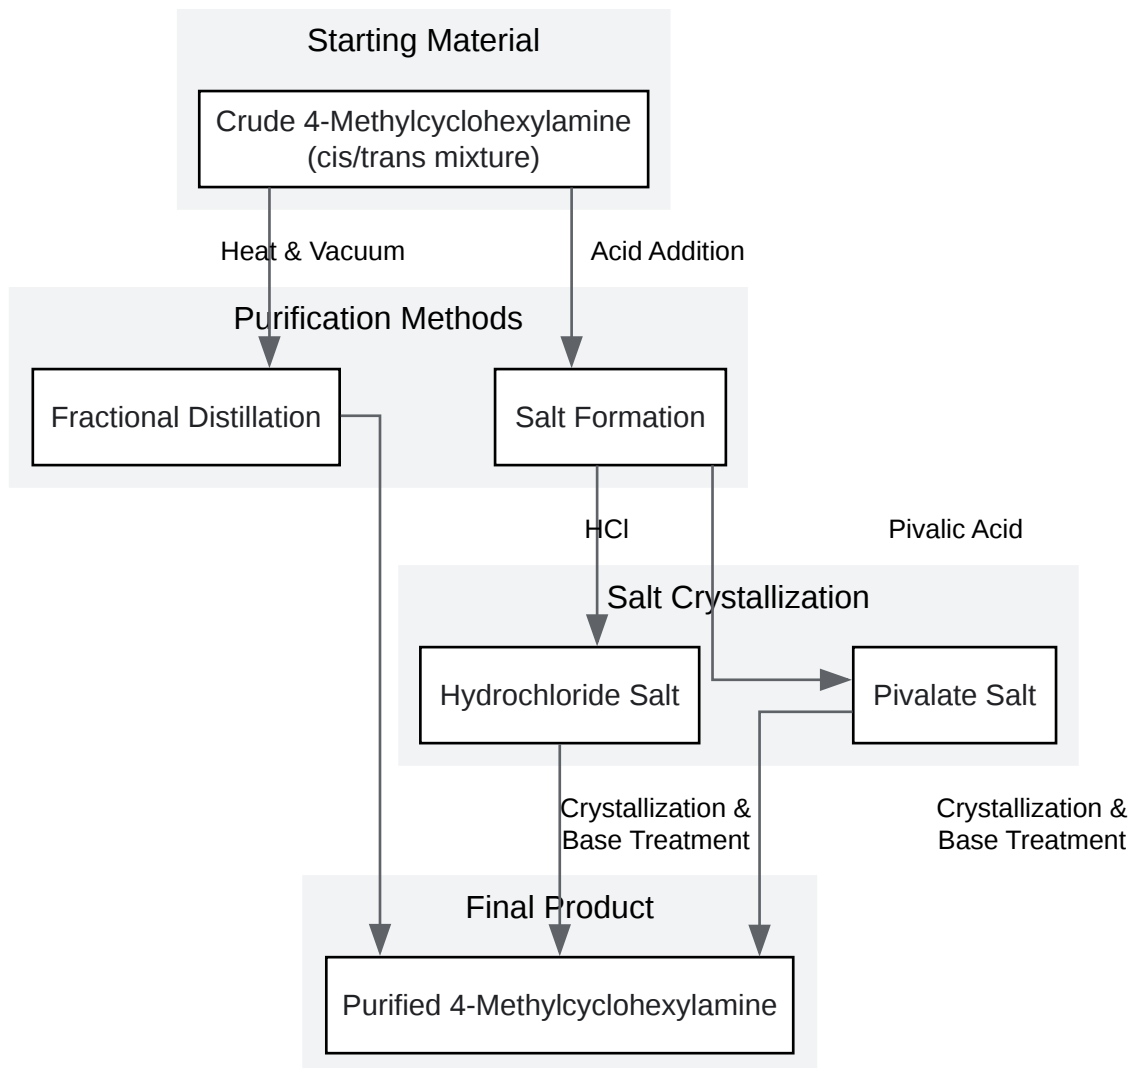 Starting Material
Crude 4-Methylcyclohexylamine
(cis/trans mixture)
Heat & Vacuum
Acid Addition
Purification Methods
Fractional Distillation
Salt Formation
HCl
Pivalic Acid
Salt Crystallization
Hydrochloride Salt
Pivalate Salt
Crystallization &
Base Treatment
Crystallization &
Base Treatment
Final Product
Purified 4-Methylcyclohexylamine